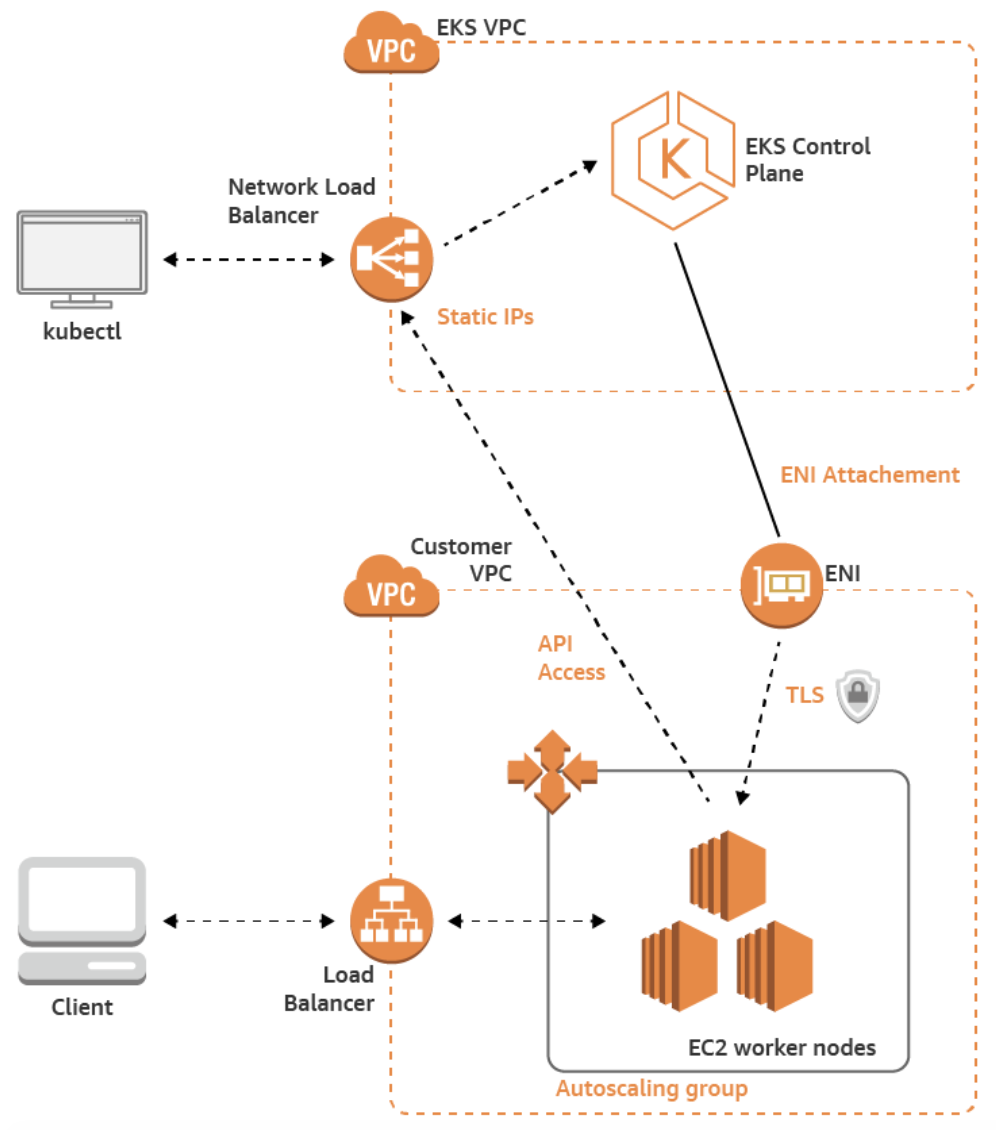 VPC
EKS VPC
EKS Control
Plane
K
Network Load
Balancer
kubectl
Static IPs
ENI Attachement
Customer
VPC
VPC
ENI
API
Access
TLS
Client
Load
Balancer
EC2 worker nodes
Autoscaling group